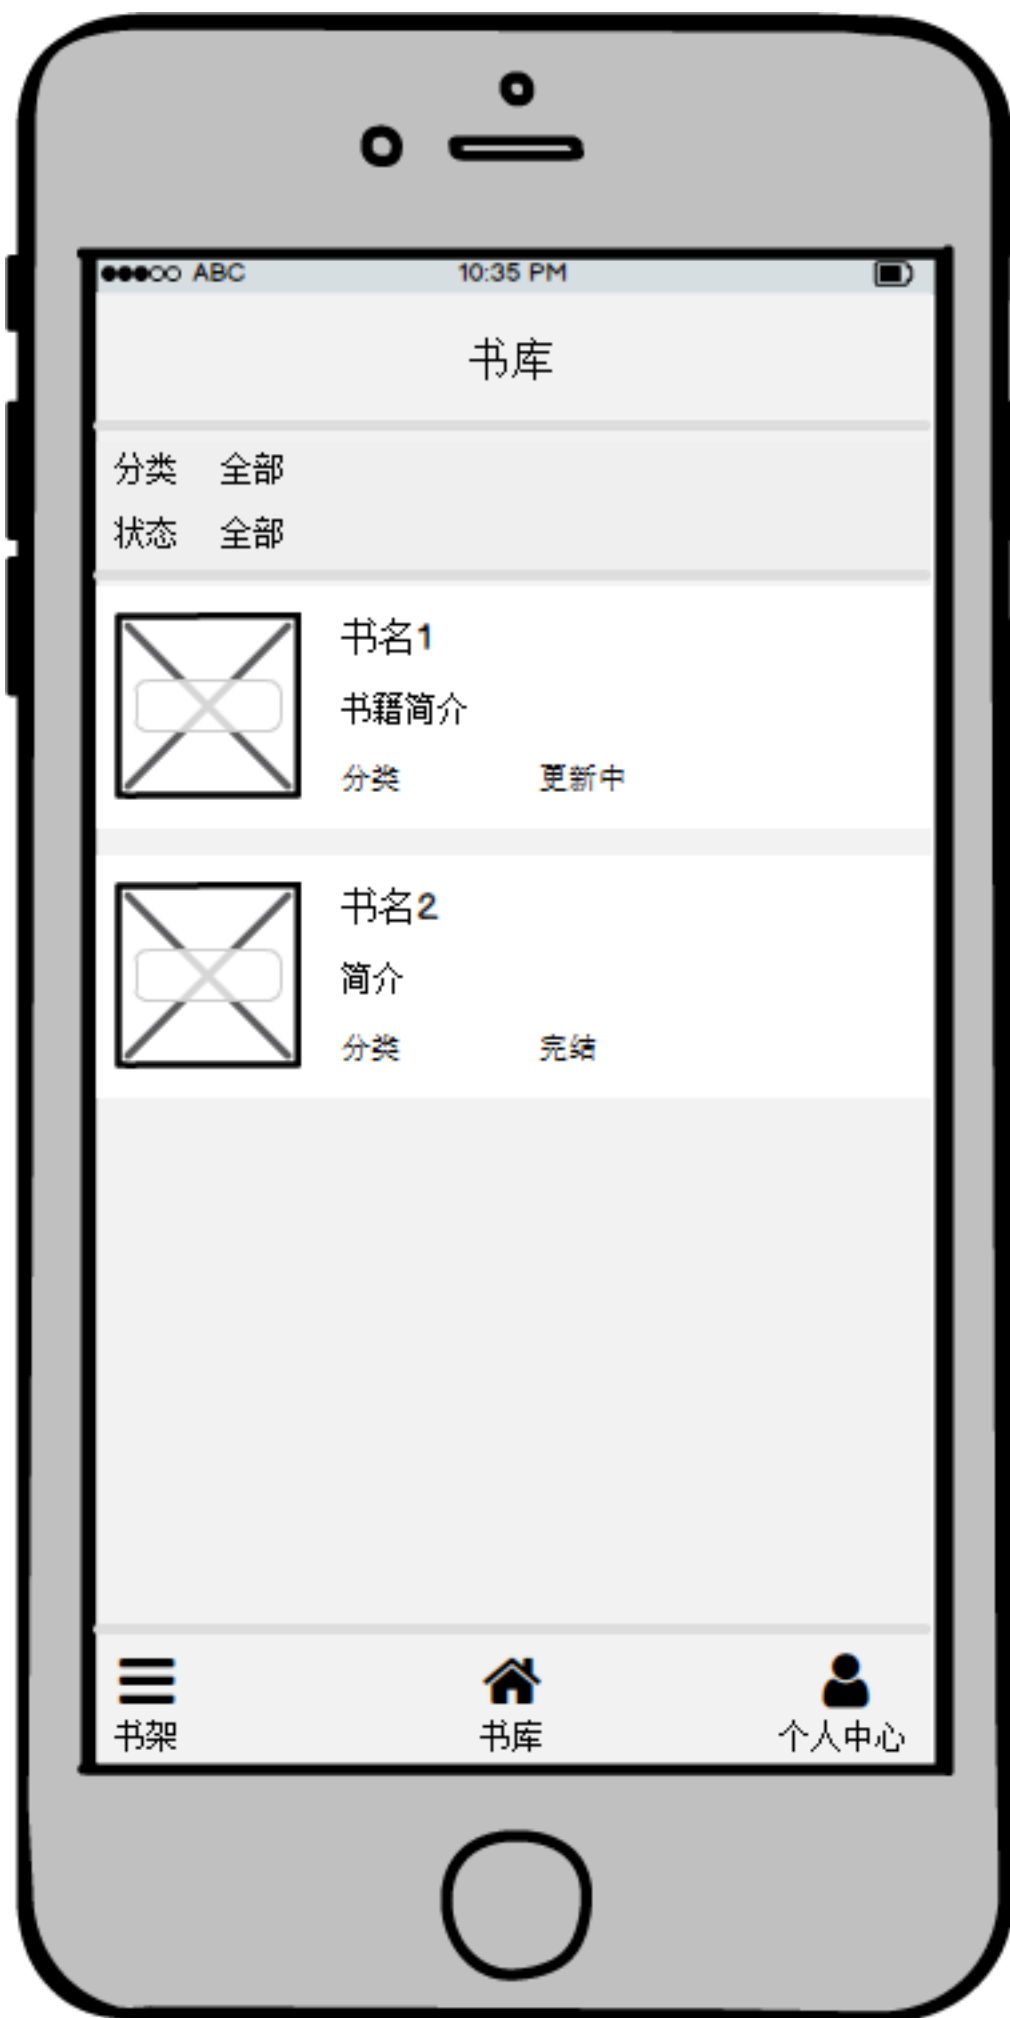 ABC 10:35 PM
书库
分类 全部
状态 全部
书名1
书籍简介
分类 更新中
书名2
简介
分类 完结
书架 书库 个人中心